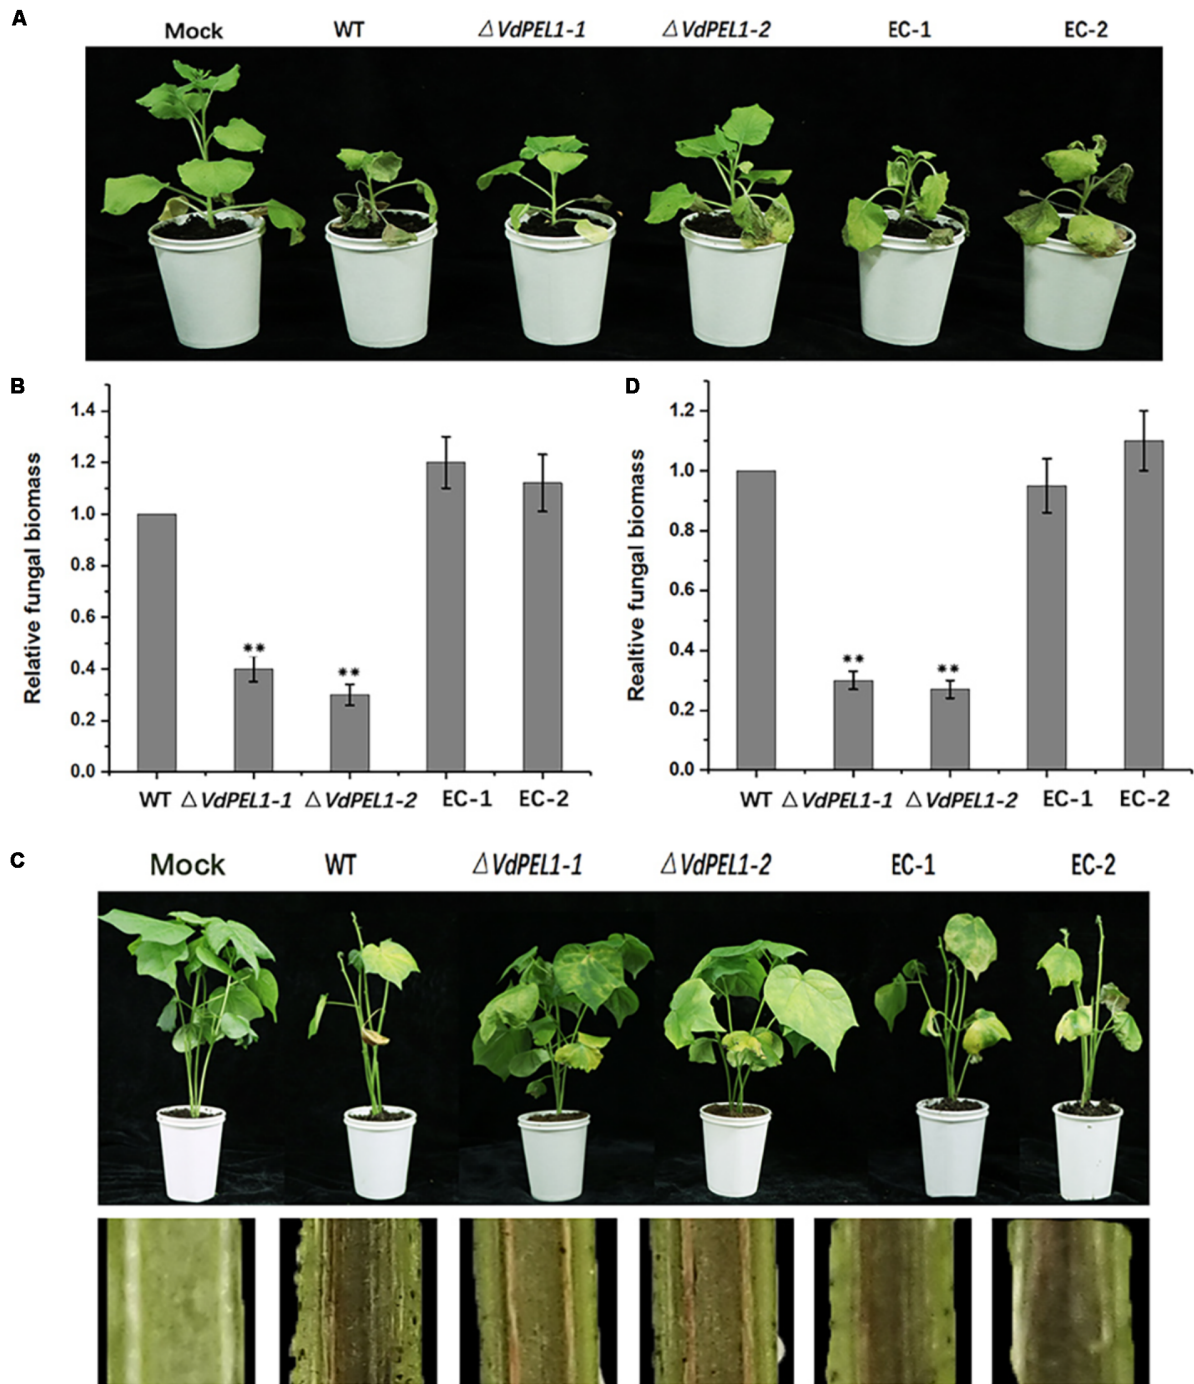 A
Mock WT △VdPEL1-1 △VdPEL1-2 EC-1 EC-2
B
Relative fungal biomass
1.4
1.2
1.0
0.8
0.6
0.4
0.2
0.0
**
**
WT △VdPEL1-1 △VdPEL1-2 EC-1 EC-2
D
Realtive fungal biomass
1.2
1.0
0.8
0.6
0.4
0.2
0.0
**
**
WT △VdPEL1-1 △VdPEL1-2 EC-1 EC-2
C
Mock WT △VdPEL1-1 △VdPEL1-2 EC-1 EC-2